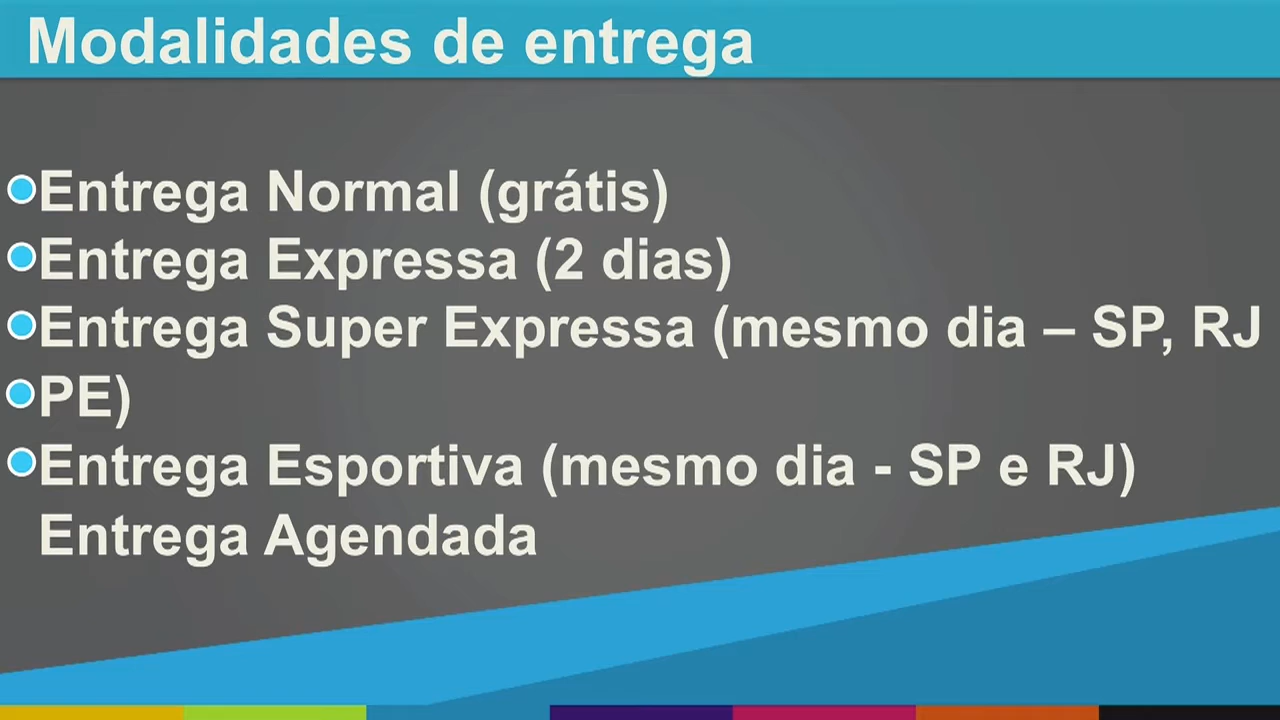 Modalidades de entrega
Entrega Normal (grátis)
Entrega Expressa (2 dias)
Entrega Super Expressa (mesmo dia – SP, RJ
PE)
Entrega Esportiva (mesmo dia - SP e RJ)
Entrega Agendada